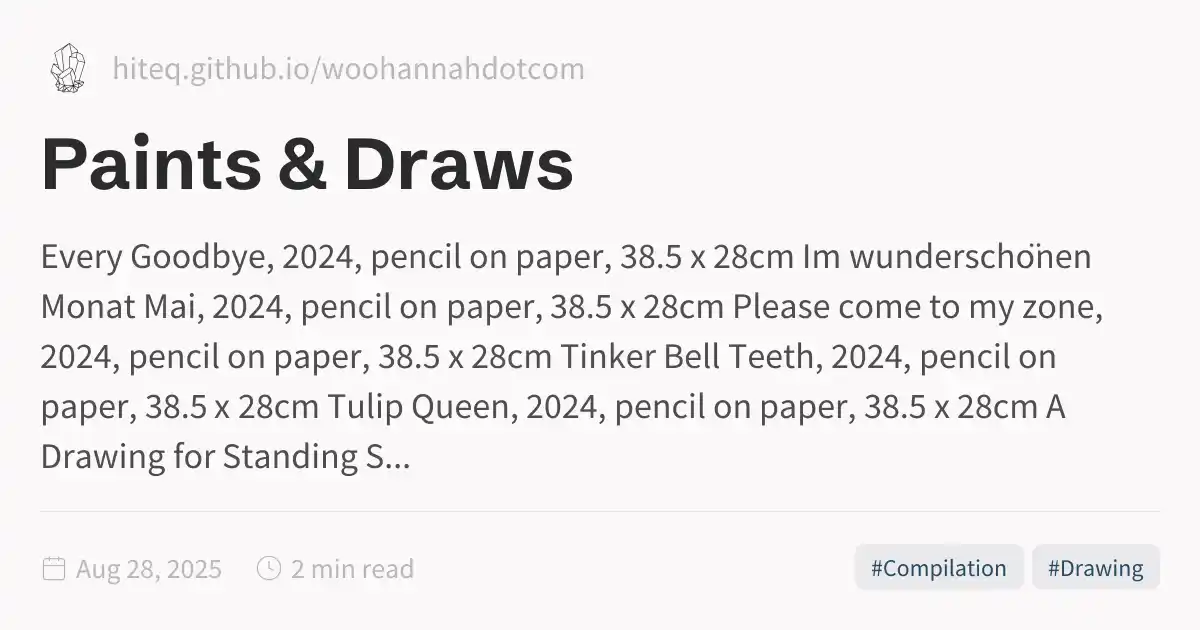 hiteq.github.io/woohannahdotcom
Paints & Draws
Every Goodbye, 2024, pencil on paper, 38.5 x 28cm Im wunderschönen
Monat Mai, 2024, pencil on paper, 38.5 x 28cm Please come to my zone,
2024, pencil on paper, 38.5 x 28cm Tinker Bell Teeth, 2024, pencil on
paper, 38.5 x 28cm Tulip Queen, 2024, pencil on paper, 38.5 x 28cm A
Drawing for Standing S...
Aug 28, 2025 2 min read #Compilation #Drawing